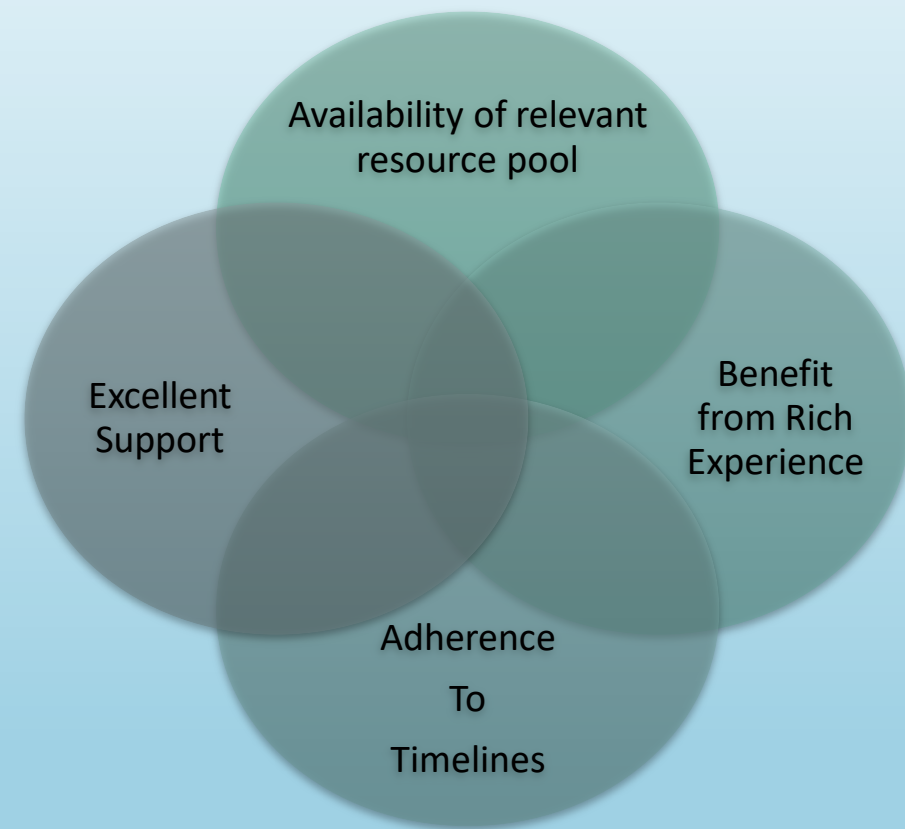 Availability of relevant
resource pool
Excellent
Support
Benefit
from Rich
Experience
Adherence
To
Timelines